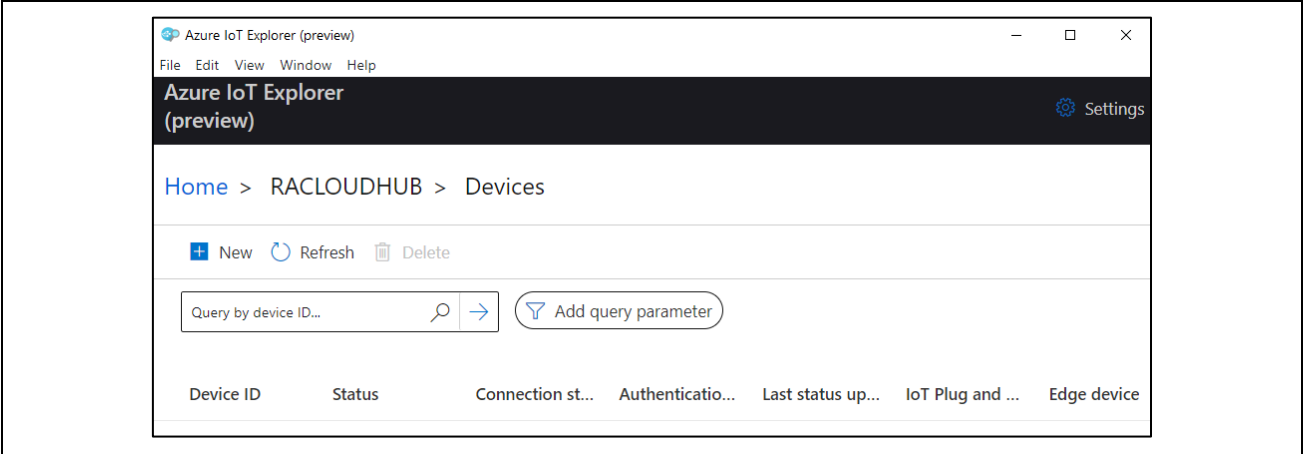 Azure IoT Explorer (preview)
File Edit View Window Help
Azure IoT Explorer
(preview)
Settings
Home > RACLOUDHUB > Devices
New Refresh Delete
Query by device ID... Add query parameter
Device ID Status Connection st... Authenticatio... Last status up... IoT Plug and ... Edge device